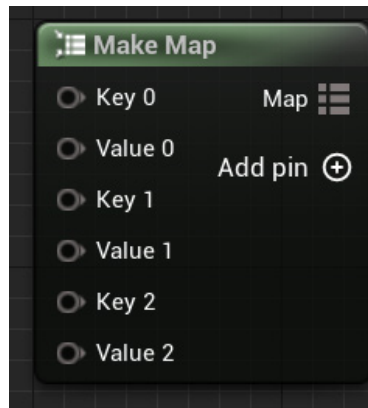 Make Map
Key 0
Map
Value 0
Add pin
Key 1
Value 1
Key 2
Value 2